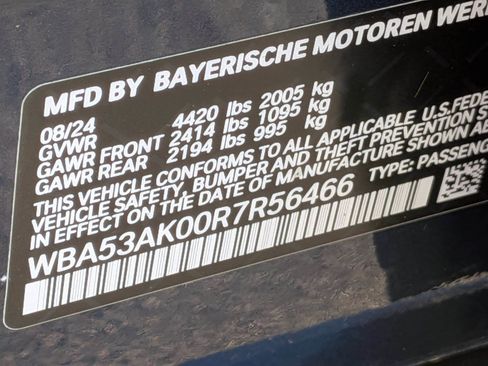 MFD BY BAYERISCHE MOTOREN WERK
08/24
GVWR 4420 lbs 2005 kg
GAWR FRONT 2414 lbs 1095 kg
GAWR REAR 2194 lbs 995 kg
THIS VEHICLE CONFORMS TO ALL APPLICABLE U.S.FEDE
VEHICLE SAFETY, BUMPER AND THEFT PREVENTION S
IN EFFECT ON THE DATE OF MANUFACTURE SHOWN AB
WBA53AK00R7R56466 TYPE: PASSENG